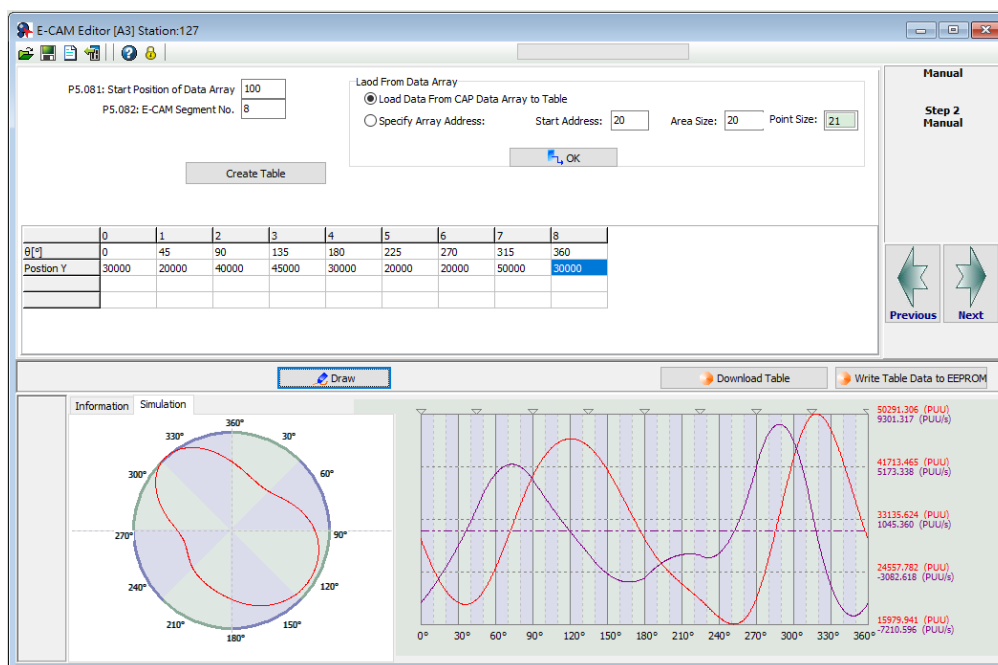 E-CAM Editor [A3] Station:127
P5.081: Start Position of Data Array 100
P5.082: E-CAM Segment No. 8
Create Table
Laod From Data Array
Load Data From CAP Data Array to Table
Specify Array Address: Start Address: 20 Area Size: 20 Point Size: 21
OK
Manual
Step 2
Manual
Previous Next
0 1 2 3 4 5 6 7 8
θ[°] 0 45 90 135 180 225 270 315 360
Postion Y 30000 20000 40000 45000 30000 20000 20000 50000 30000
Draw Download Table Write Table Data to EEPROM
Information Simulation
360°
330° 30°
300° 60°
270° 90°
240° 120°
210° 150°
180°
50291.306 (PUU)
9301.317 (PUU/s)
41713.465 (PUU)
5173.338 (PUU/s)
33135.624 (PUU)
1045.360 (PUU/s)
24557.782 (PUU)
-3082.618 (PUU/s)
15979.941 (PUU)
-7210.596 (PUU/s)
0° 30° 60° 90° 120° 150° 180° 210° 240° 270° 300° 330° 360°